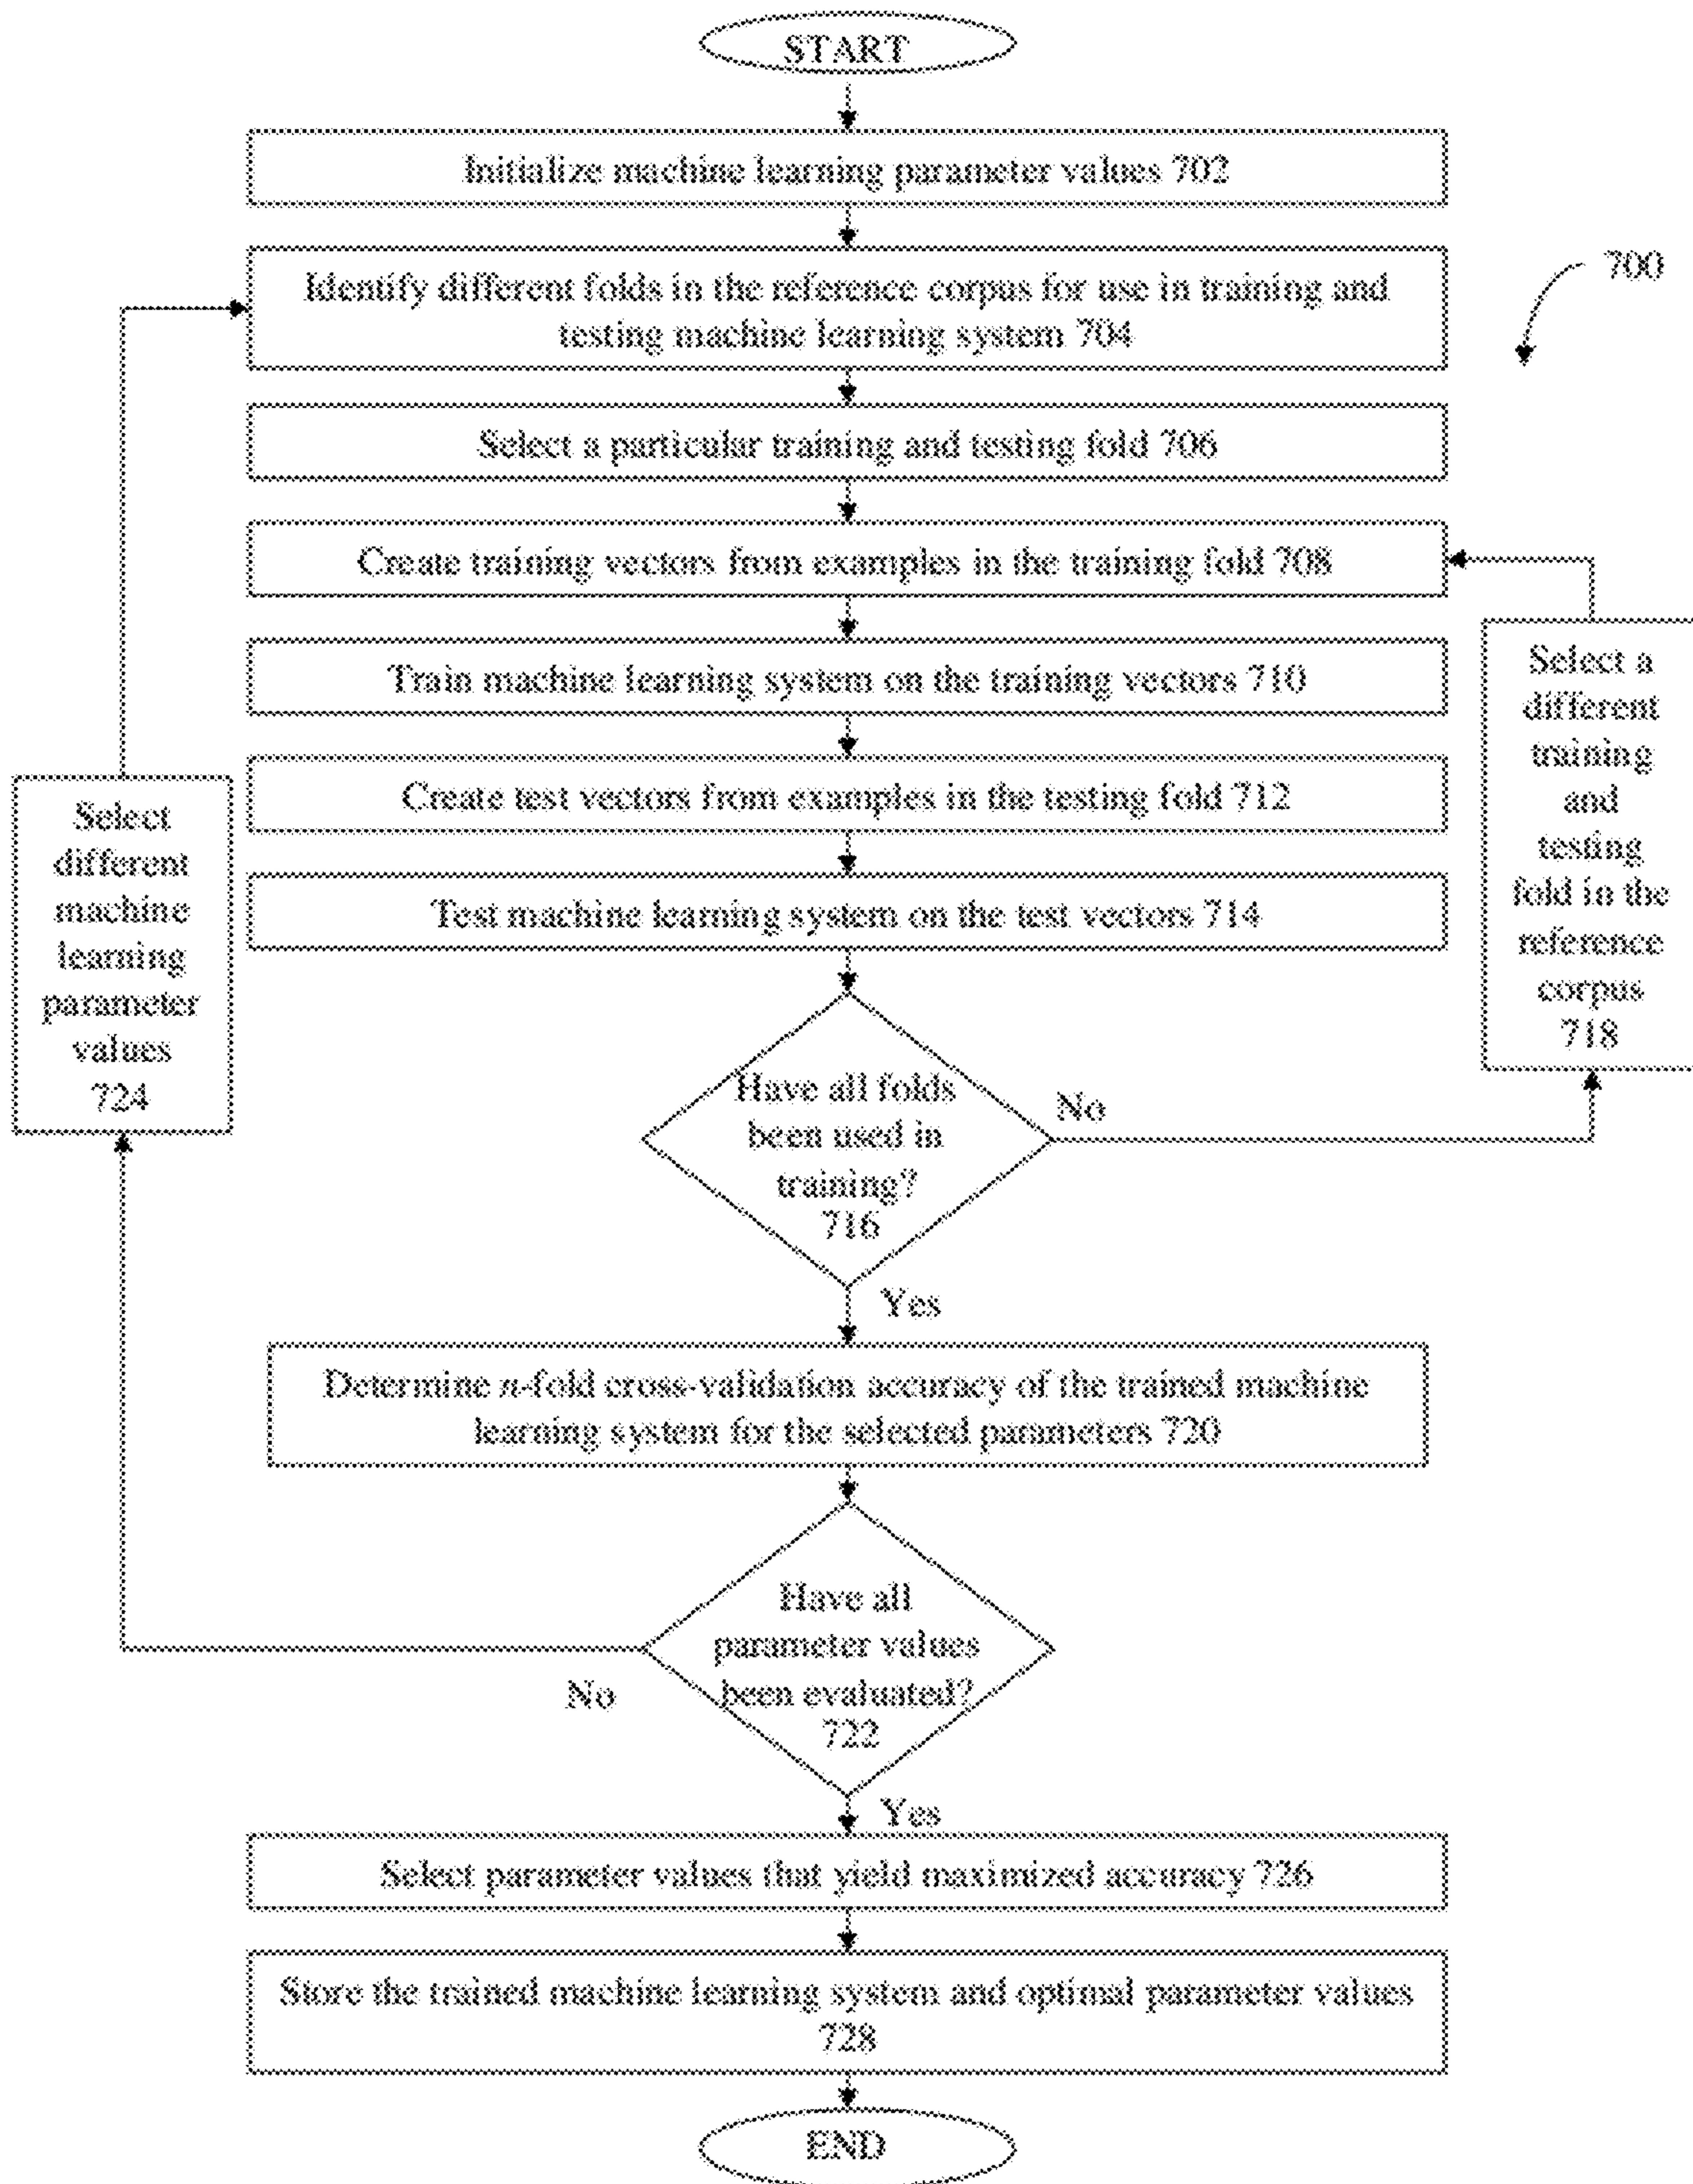 START
Initialize machine learning parameter values 702
700
Identify different folds in the reference corpus for use in training and
testing machine learning system 704
Select a particular training and testing fold 706
Create training vectors from examples in the training fold 708
Train machine learning system on the training vectors 710
Create test vectors from examples in the testing fold 712
Test machine learning system on the test vectors 714
Select a
different
training
and
testing
fold in the
reference
corpus
718
Select
different
machine
learning
parameter
values
724
Have all folds
been used in
training?
716
No
Yes
Determine n-fold cross-validation accuracy of the trained machine
learning system for the selected parameters 720
Have all
parameter values
been evaluated?
722
No
Yes
Select parameter values that yield maximized accuracy 726
Store the trained machine learning system and optimal parameter values
728
END